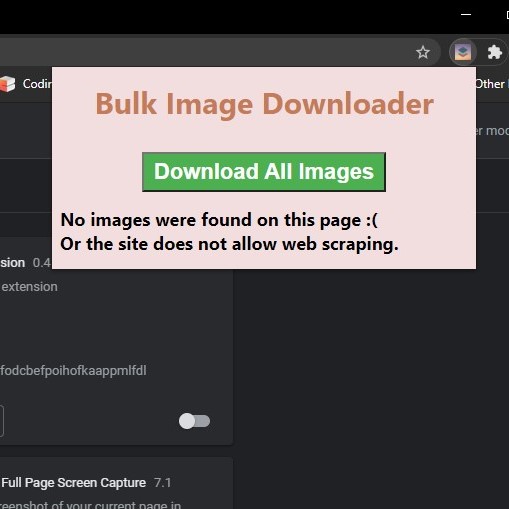 Codin
Other
Bulk Image Downloader
er mod
Download All Images
No images were found on this page :(
Or the site does not allow web scraping.
sion 0.4
extension
fodcbefpoihofkaappmlfdl
Full Page Screen Capture 7.1
reenshot of your current page in